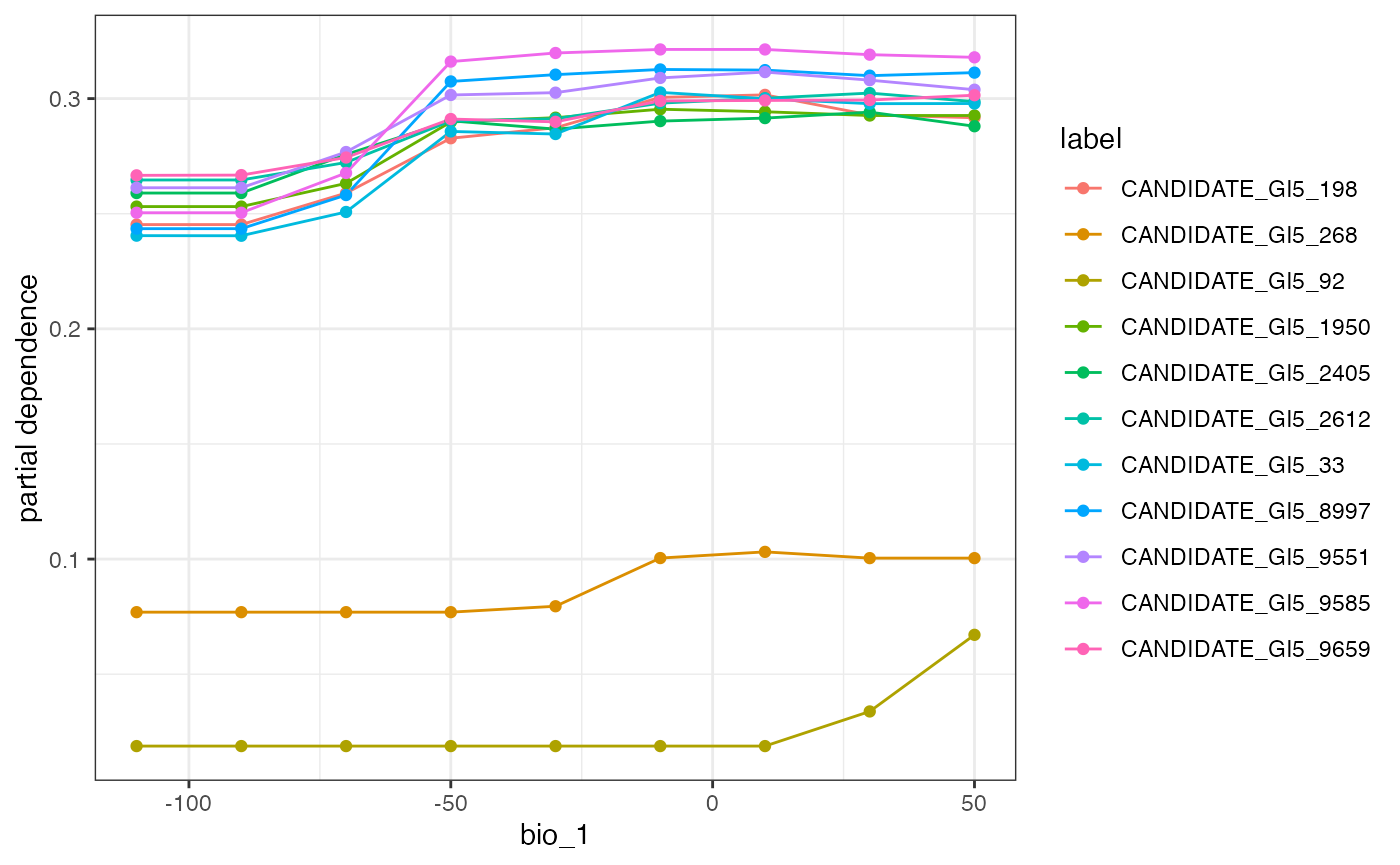 partial dependence
0.3
0.2
0.1
-100
-50
0
50
bio_1
label
CANDIDATE_GI5_198
CANDIDATE_GI5_268
CANDIDATE_GI5_92
CANDIDATE_GI5_1950
CANDIDATE_GI5_2405
CANDIDATE_GI5_2612
CANDIDATE_GI5_33
CANDIDATE_GI5_8997
CANDIDATE_GI5_9551
CANDIDATE_GI5_9585
CANDIDATE_GI5_9659